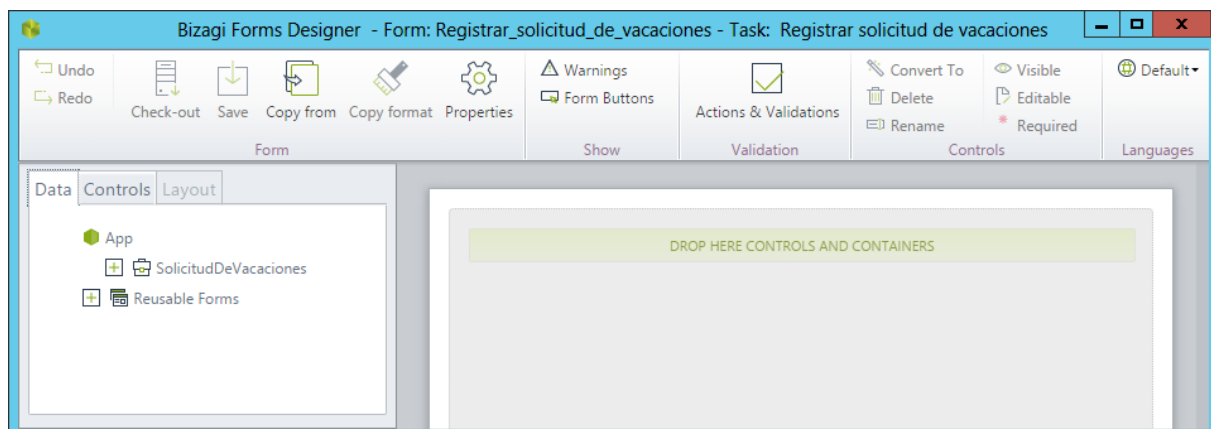 Bizagi Forms Designer - Form: Registrar_solicitud_de_vacaciones - Task: Registrar solicitud de vacaciones
Undo
Redo
Check-out
Save
Copy from
Copy format
Properties
Form
Warnings
Form Buttons
Show
Actions & Validations
Validation
Convert To
Delete
Rename
Visible
Editable
Required
Controls
Default
Languages
Data
Controls
Layout
App
SolicitudDeVacaciones
Reusable Forms
DROP HERE CONTROLS AND CONTAINERS